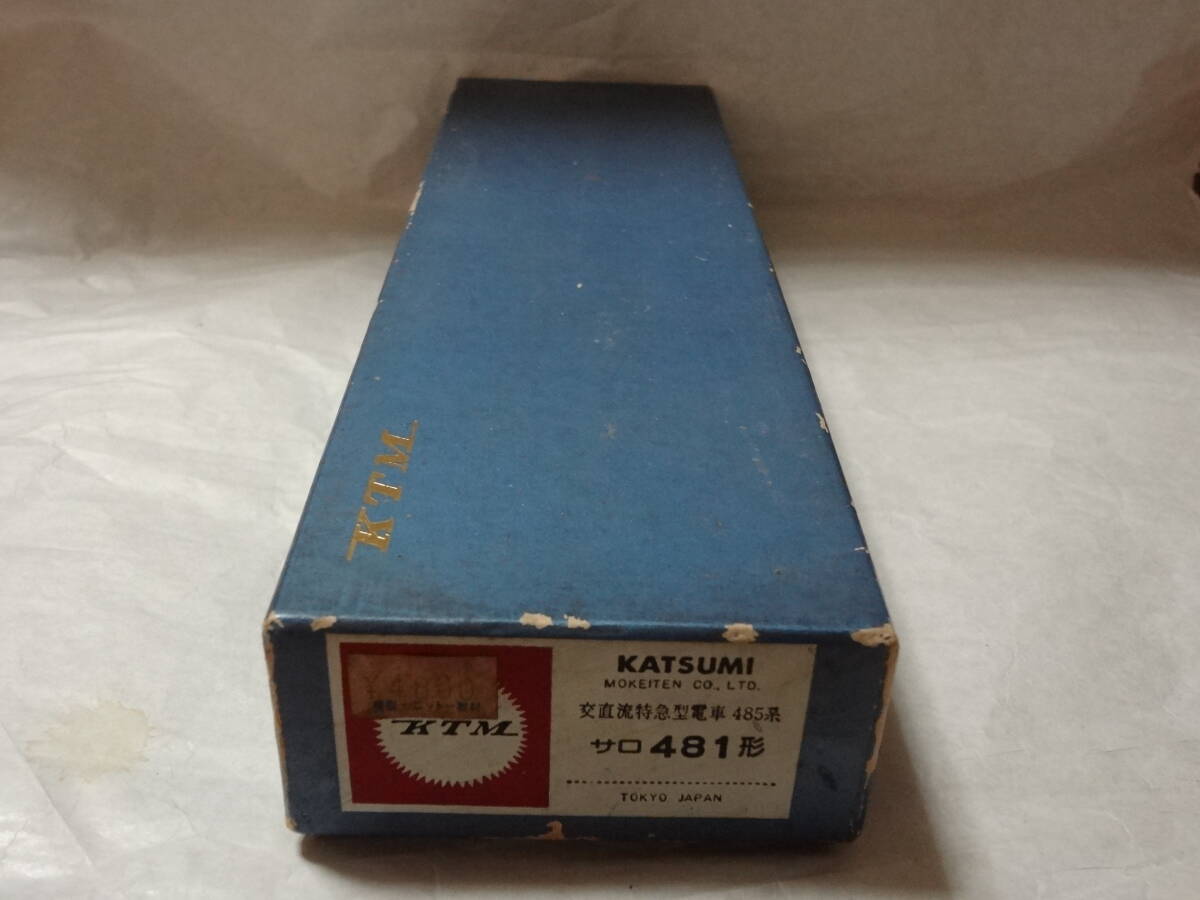 KTM
¥4800
KTM
KATSUMI
MOKEITEN CO., LTD.
交直流特急型電車 485系
サロ 481形
TOKYO JAPAN